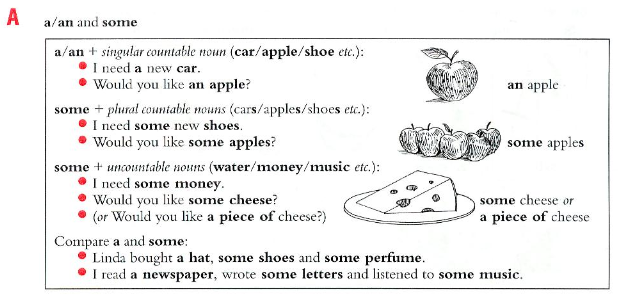 A a/an and some
a/an + singular countable noun (car/apple/shoe etc.):
I need a new car.
Would you like an apple?
an apple
some + plural countable nouns (cars/apples/shoes etc.):
I need some new shoes.
Would you like some apples?
some apples
some + uncountable nouns (water/money/music etc.):
I need some money.
Would you like some cheese?
some cheese or
(or Would you like a piece of cheese?)
a piece of cheese
Compare a and some:
Linda bought a hat, some shoes and some perfume.
I read a newspaper, wrote some letters and listened to some music.